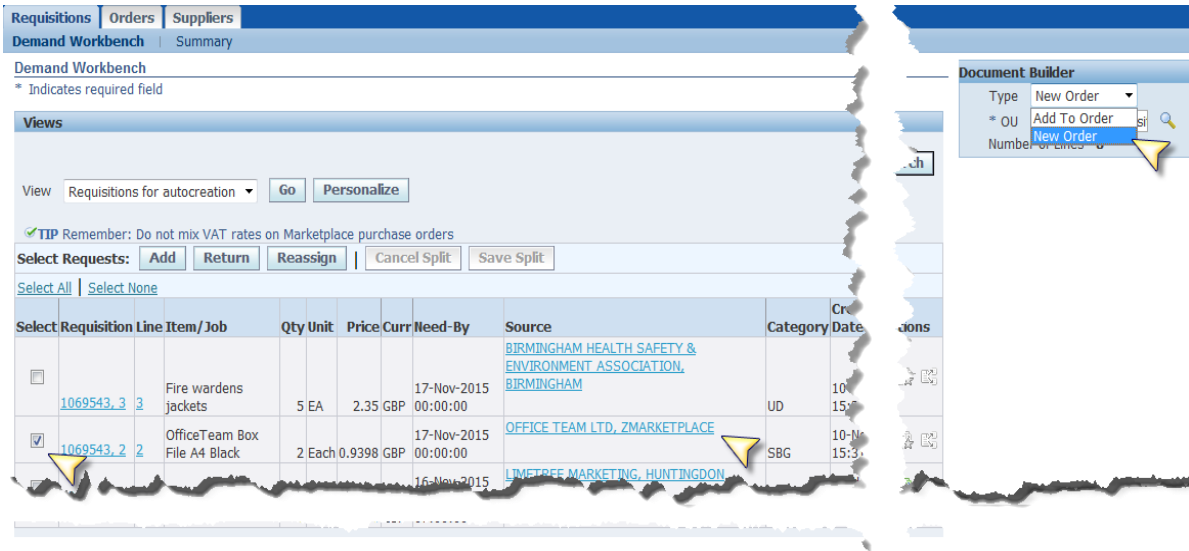 Requisitions Orders Suppliers
Demand Workbench | Summary
Demand Workbench
* Indicates required field
Views
View Requisitions for autocreation Go Personalize
TIP Remember: Do not mix VAT rates on Marketplace purchase orders
Select Requests: Add Return Reassign | Cancel Split Save Split
Select All | Select None
Select Requisition Line Item/Job Qty Unit Price Curr Need-By Source Category Date
1069543, 3 3 Fire wardens jackets 5 EA 2.35 GBP 17-Nov-2015 00:00:00 BIRMINGHAM HEALTH SAFETY & ENVIRONMENT ASSOCIATION, BIRMINGHAM UD
1069543, 2 2 OfficeTeam Box File A4 Black 2 Each 0.9398 GBP 17-Nov-2015 00:00:00 OFFICE TEAM LTD, ZMARKETPLACE SBG
16-Nov-2015 LIMETREE MARKETING, HUNTINGDON,
Document Builder
Type New Order
* OU
Add To Order
New Order